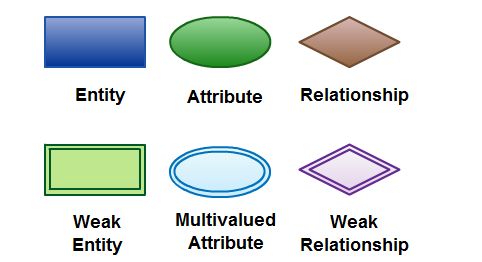 Entity
Attribute
Relationship
Weak
Entity
Multivalued
Attribute
Weak
Relationship